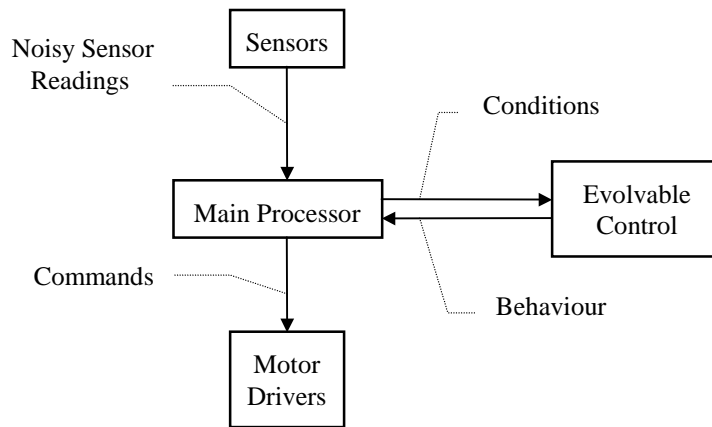 Sensors
Noisy Sensor
Readings
Conditions
Main Processor
Evolvable
Control
Commands
Behaviour
Motor
Drivers